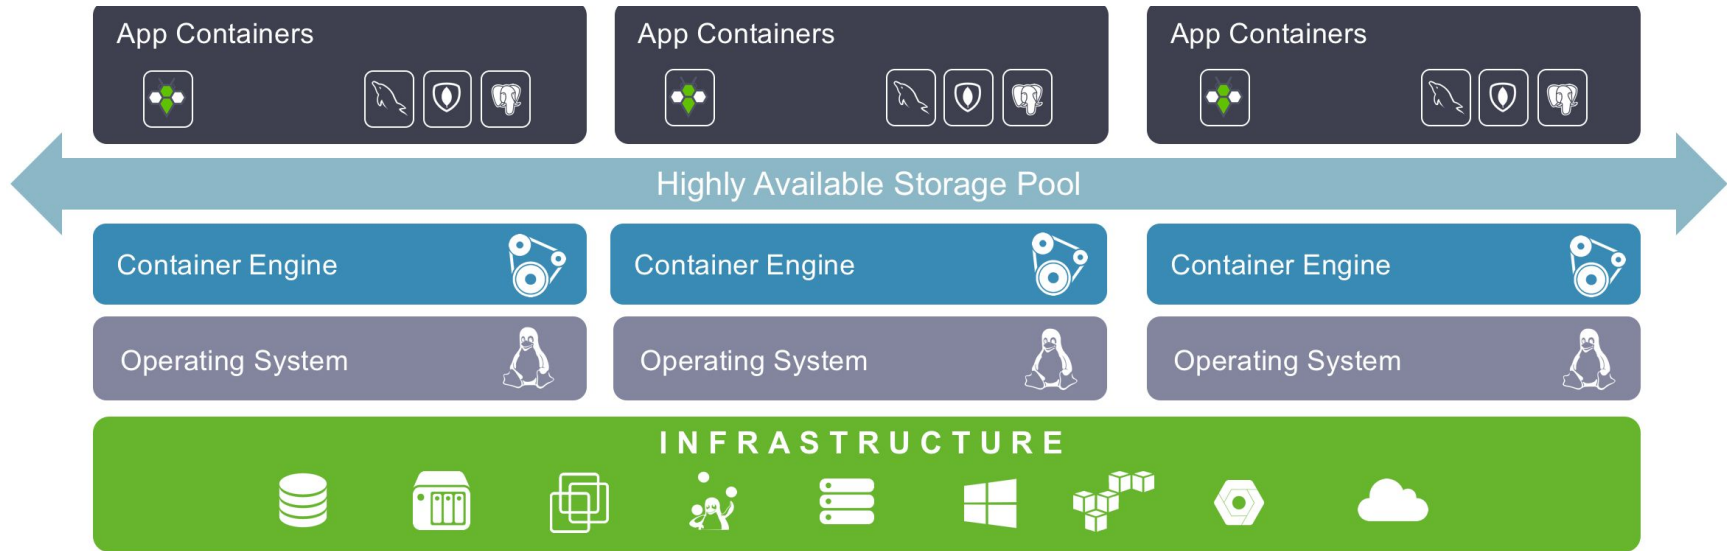 App Containers
App Containers
App Containers
Highly Available Storage Pool
Container Engine
Container Engine
Container Engine
Operating System
Operating System
Operating System
INFRASTRUCTURE